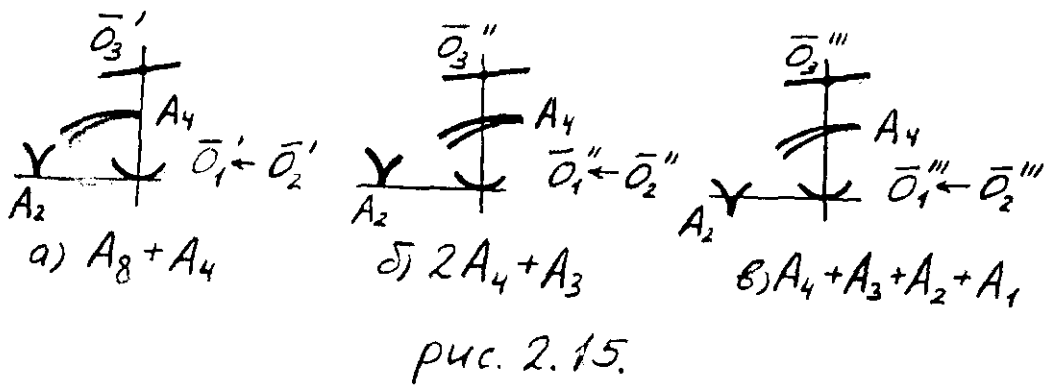 Ō₃′ Ō₃″ Ō₃‴
A₄ A₄ A₄
Ō₁′ ← Ō₂′ Ō₁″ ← Ō₂″ Ō₁‴ ← Ō₂‴
A₂ A₂ A₂
а) A₈ + A₄ б) 2A₄ + A₃ в) A₄ + A₃ + A₂ + A₁
рис. 2.15.